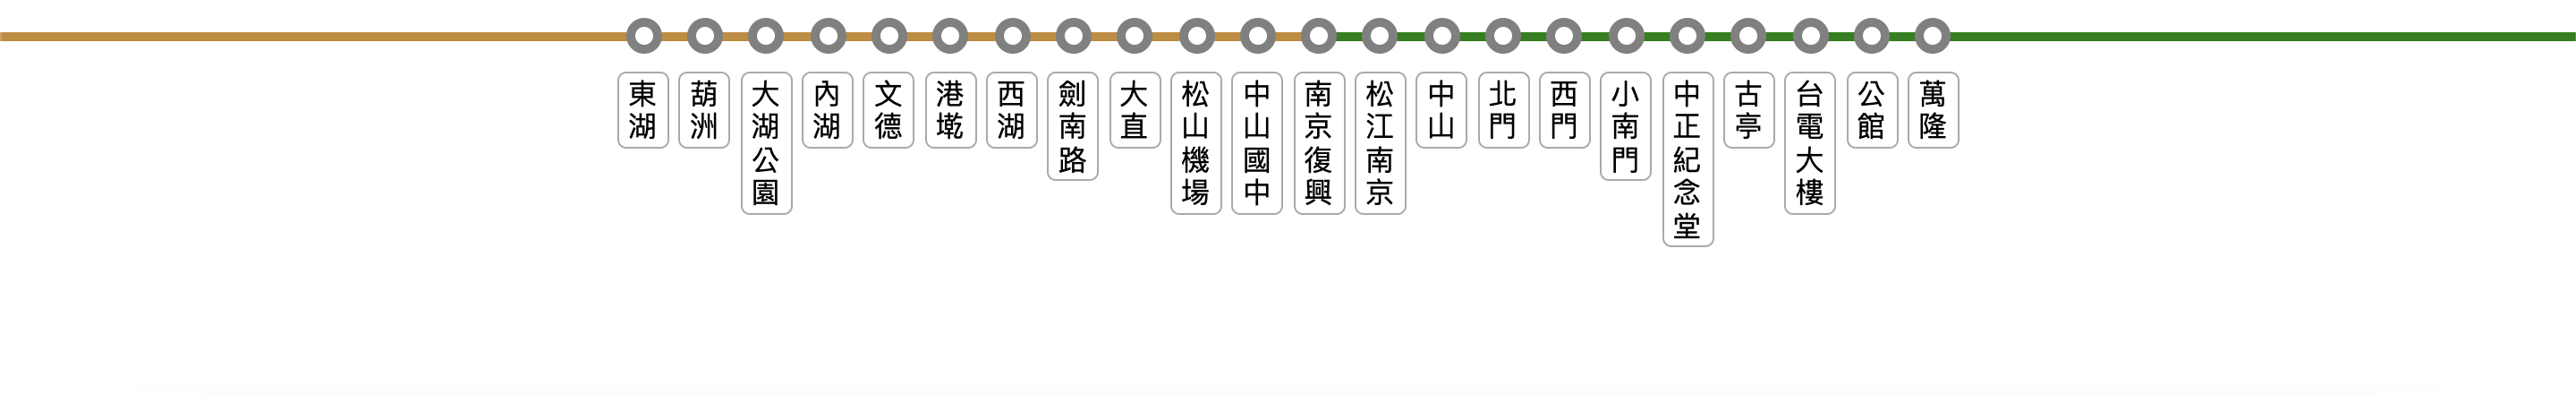 東湖
葫洲
大湖公園
內湖
文德
港墘
西湖
劍南路
大直
松山機場
中山國中
南京復興
松江南京
中山
北門
西門
小南門
中正紀念堂
古亭
台電大樓
公館
萬隆